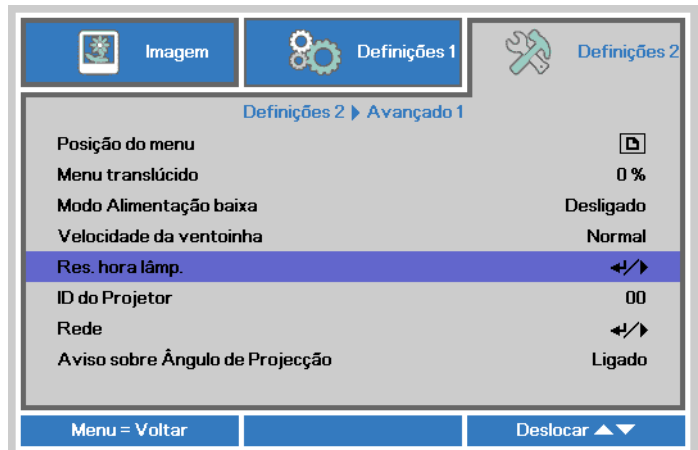 Imagem Definições 1 Definições 2
Definições 2 ▶ Avançado 1
Posição do menu
Menu translúcido 0 %
Modo Alimentação baixa Desligado
Velocidade da ventoinha Normal
Res. hora lâmp. ↵/▶
ID do Projetor 00
Rede ↵/▶
Aviso sobre Ângulo de Projecção Ligado
Menu = Voltar Deslocar ▲▼